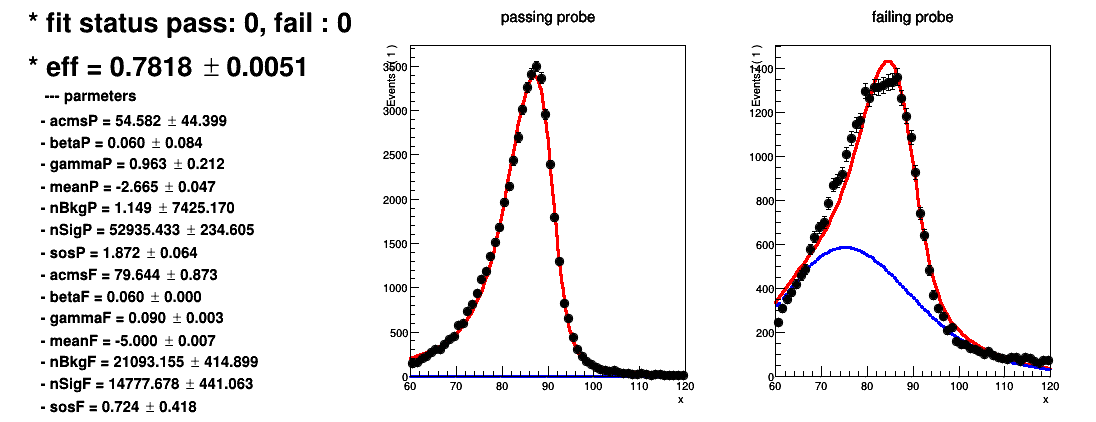 * fit status pass: 0, fail : 0
* eff = 0.7818 ± 0.0051
--- parmeters
- acmsP = 54.582 ± 44.399
- betaP = 0.060 ± 0.084
- gammaP = 0.963 ± 0.212
- meanP = -2.665 ± 0.047
- nBkgP = 1.149 ± 7425.170
- nSigP = 52935.433 ± 234.605
- sosP = 1.872 ± 0.064
- acmsF = 79.644 ± 0.873
- betaF = 0.060 ± 0.000
- gammaF = 0.090 ± 0.003
- meanF = -5.000 ± 0.007
- nBkgF = 21093.155 ± 414.899
- nSigF = 14777.678 ± 441.063
- sosF = 0.724 ± 0.418
passing probe
Events / ( 1 )
3500
3000
2500
2000
1500
1000
500
0
60 70 80 90 100 110 120
x
failing probe
Events / ( 1 )
1400
1200
1000
800
600
400
200
0
60 70 80 90 100 110 120
x